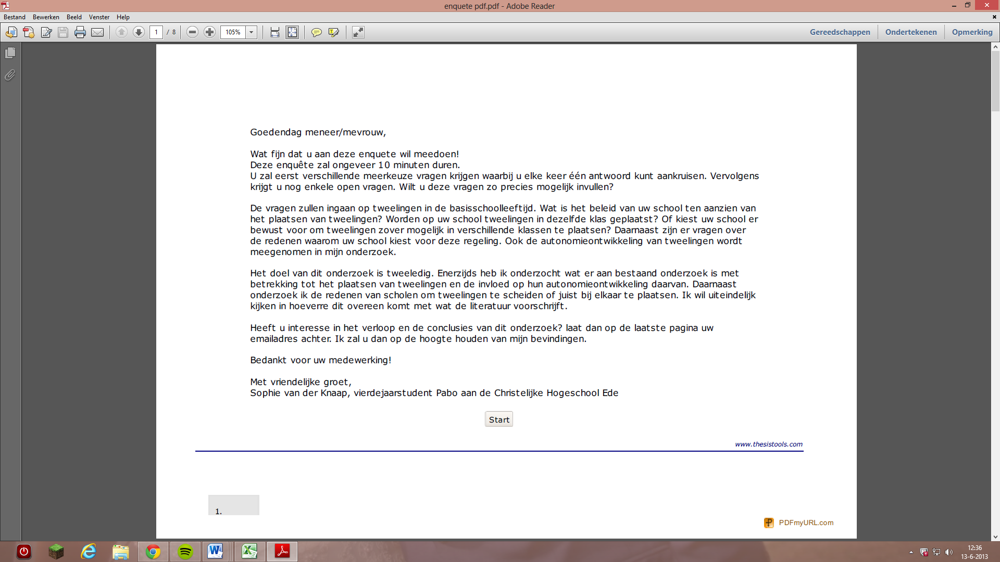 enquete pdf.pdf - Adobe Reader
Bestand Bewerken Beeld Venster Help
1 / 8 105% Gereedschappen Ondertekenen Opmerking
Goedendag meneer/mevrouw,
Wat fijn dat u aan deze enquete wil meedoen!
Deze enquête zal ongeveer 10 minuten duren.
U zal eerst verschillende meerkeuze vragen krijgen waarbij u elke keer één antwoord kunt aankruisen. Vervolgens
krijgt u nog enkele open vragen. Wilt u deze vragen zo precies mogelijk invullen?
De vragen zullen ingaan op tweelingen in de basisschoolleeftijd. Wat is het beleid van uw school ten aanzien van
het plaatsen van tweelingen? Worden op uw school tweelingen in dezelfde klas geplaatst? Of kiest uw school er
bewust voor om tweelingen zover mogelijk in verschillende klassen te plaatsen? Daarnaast zijn er vragen over
de redenen waarom uw school kiest voor deze regeling. Ook de autonomieontwikkeling van tweelingen wordt
meegenomen in mijn onderzoek.
Het doel van dit onderzoek is tweeledig. Enerzijds heb ik onderzocht wat er aan bestaand onderzoek is met
betrekking tot het plaatsen van tweelingen en de invloed op hun autonomieontwikkeling daarvan. Daarnaast
onderzoek ik de redenen van scholen om tweelingen te scheiden of juist bij elkaar te plaatsen. Ik wil uiteindelijk
kijken in hoeverre dit overeen komt met wat de literatuur voorschrijft.
Heeft u interesse in het verloop en de conclusies van dit onderzoek? laat dan op de laatste pagina uw
emailadres achter. Ik zal u dan op de hoogte houden van mijn bevindingen.
Bedankt voor uw medewerking!
Met vriendelijke groet,
Sophie van der Knaap, vierdejaarstudent Pabo aan de Christelijke Hogeschool Ede
Start
www.thesistools.com
1.
PDFmyURL.com
12:36
13-6-2013